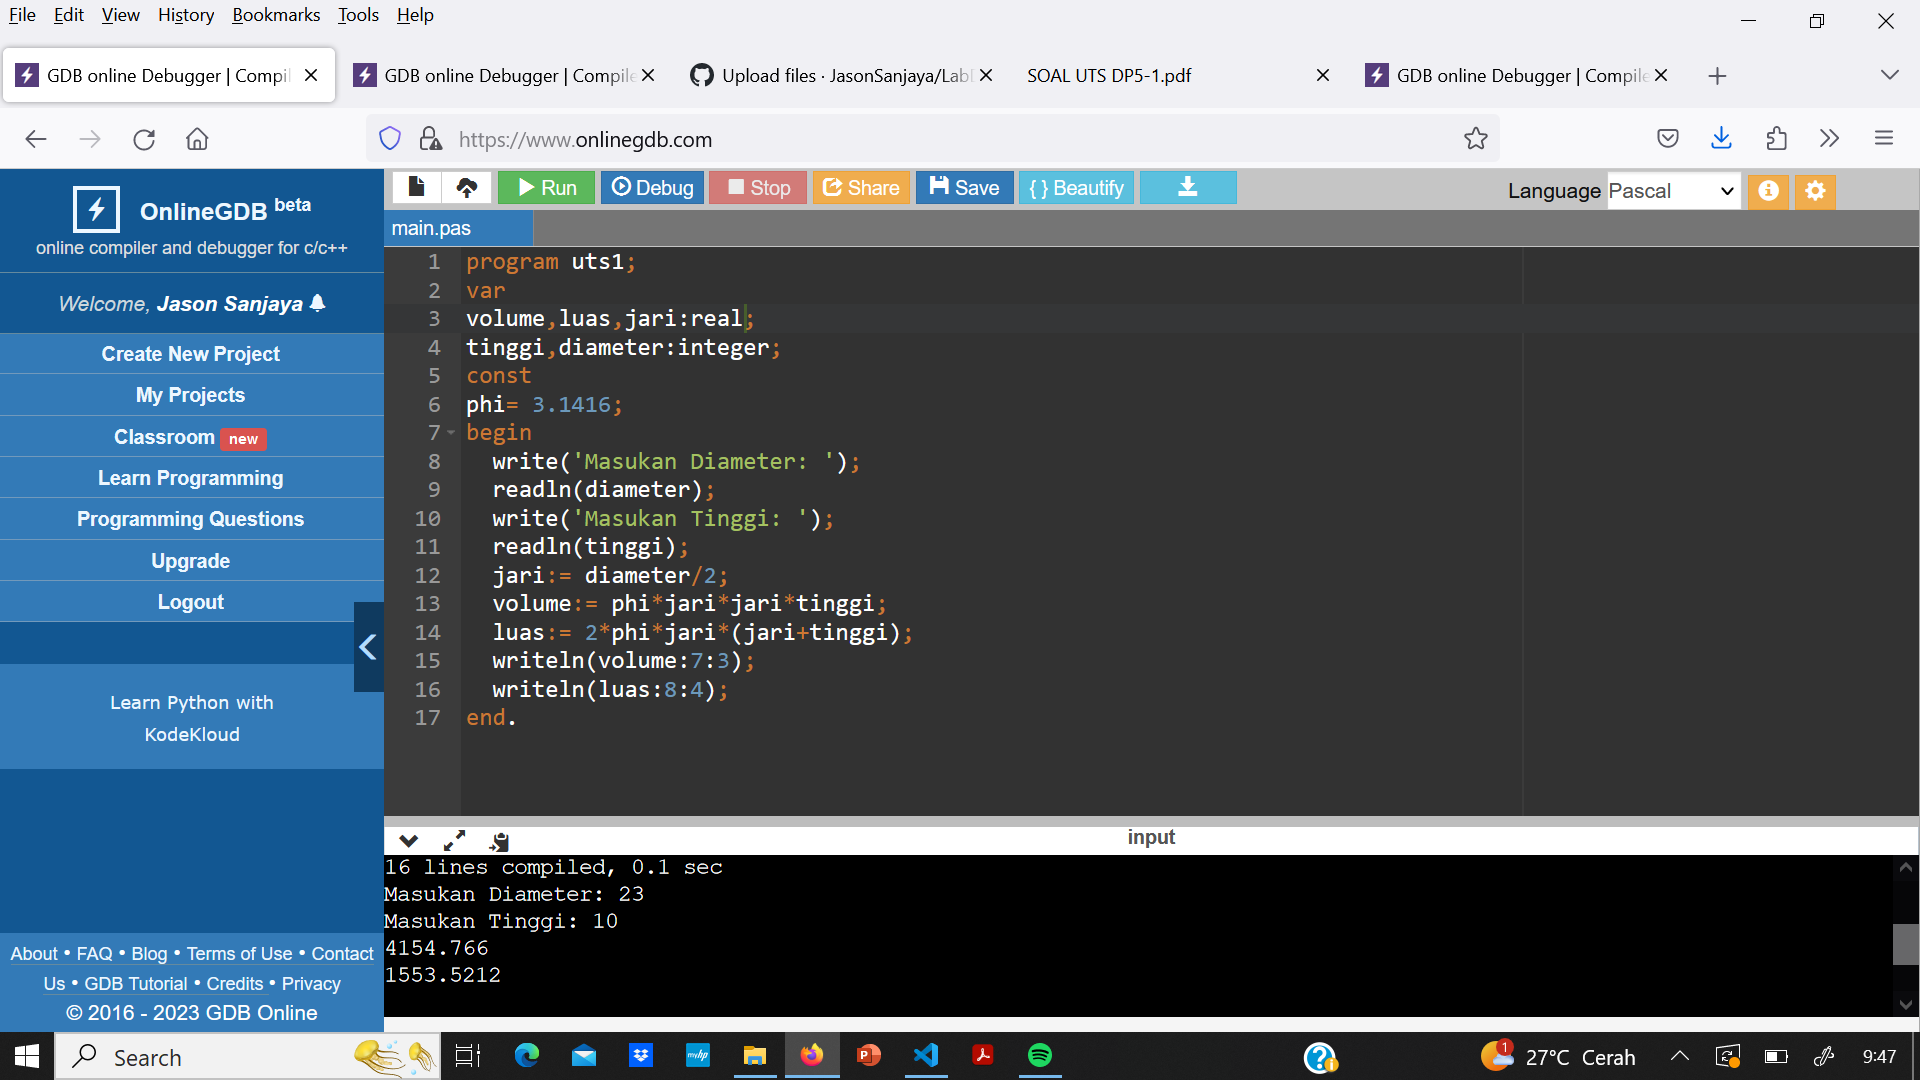 File Edit View History Bookmarks Tools Help
GDB online Debugger | Compil
GDB online Debugger | Compile
Upload files · JasonSanjaya/Lab
SOAL UTS DP5-1.pdf
GDB online Debugger | Compile
https://www.onlinegdb.com
OnlineGDB beta
online compiler and debugger for c/c++
Welcome, Jason Sanjaya
Create New Project
My Projects
Classroom new
Learn Programming
Programming Questions
Upgrade
Logout
Learn Python with
KodeKloud
About • FAQ • Blog • Terms of Use • Contact
Us • GDB Tutorial • Credits • Privacy
© 2016 - 2023 GDB Online
Run Debug Stop Share Save { } Beautify
Language Pascal
main.pas
1 program uts1;
2 var
3 volume,luas,jari:real;
4 tinggi,diameter:integer;
5 const
6 phi= 3.1416;
7 begin
8 write('Masukan Diameter: ');
9 readln(diameter);
10 write('Masukan Tinggi: ');
11 readln(tinggi);
12 jari:= diameter/2;
13 volume:= phi*jari*jari*tinggi;
14 luas:= 2*phi*jari*(jari+tinggi);
15 writeln(volume:7:3);
16 writeln(luas:8:4);
17 end.
input
16 lines compiled, 0.1 sec
Masukan Diameter: 23
Masukan Tinggi: 10
4154.766
1553.5212
Search
myhp
1
27°C Cerah
9:47